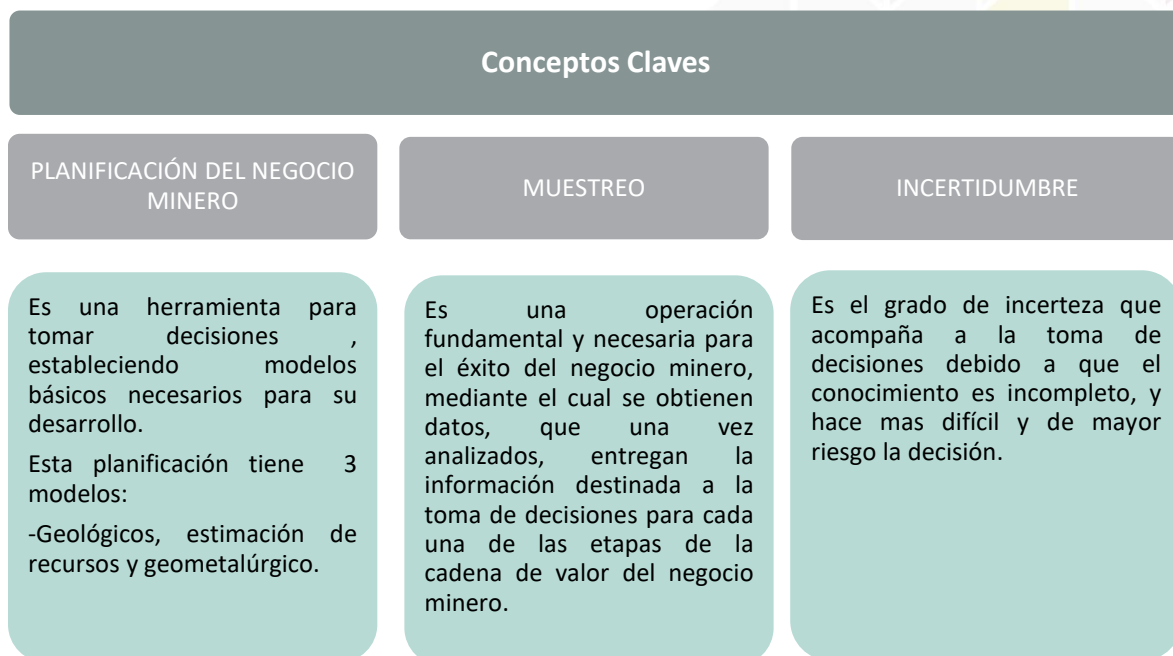 Conceptos Claves
PLANIFICACIÓN DEL NEGOCIO
MINERO
Es una herramienta para
tomar decisiones ,
estableciendo modelos
básicos necesarios para su
desarrollo.
Esta planificación tiene 3
modelos:
-Geológicos, estimación de
recursos y geometalúrgico.
MUESTREO
Es una operación
fundamental y necesaria para
el éxito del negocio minero,
mediante el cual se obtienen
datos, que una vez
analizados, entregan la
información destinada a la
toma de decisiones para cada
una de las etapas de la
cadena de valor del negocio
minero.
INCERTIDUMBRE
Es el grado de incerteza que
acompaña a la toma de
decisiones debido a que el
conocimiento es incompleto, y
hace mas difícil y de mayor
riesgo la decisión.